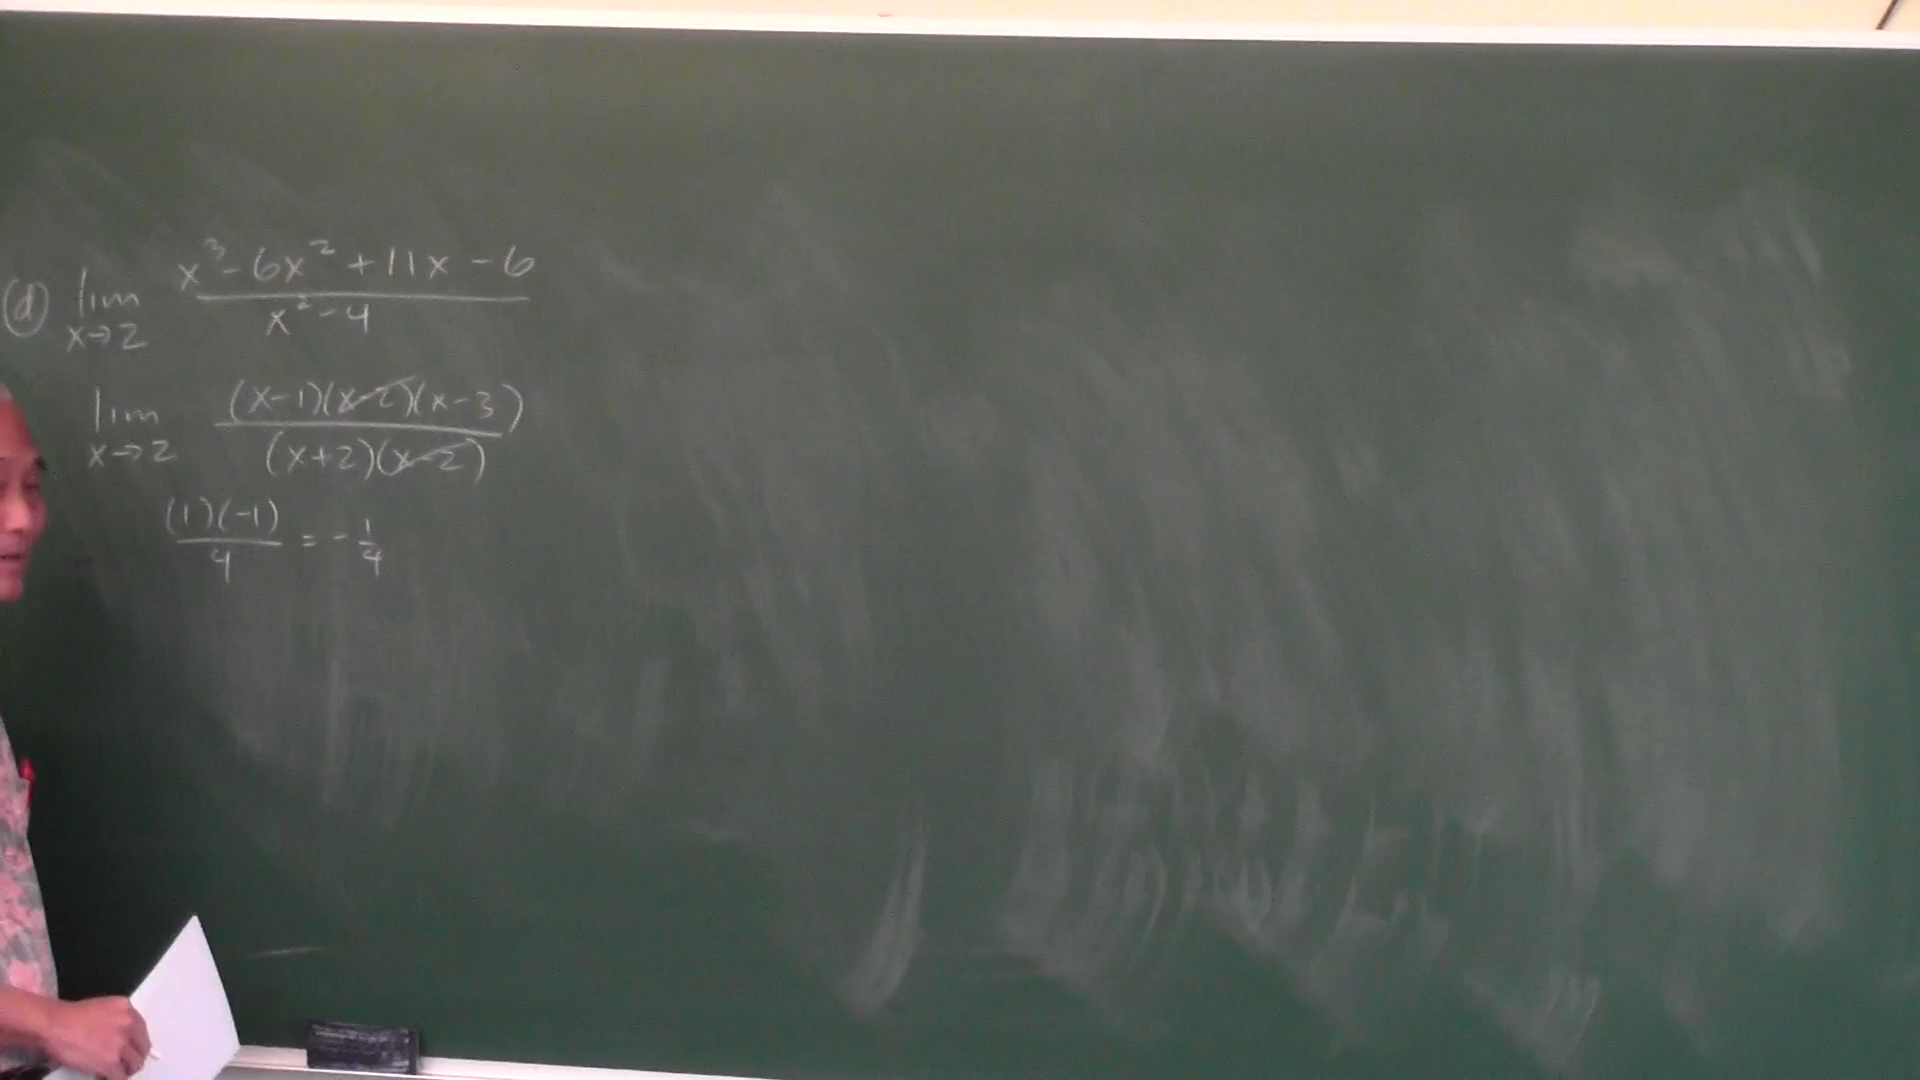 (d) lim x→2 (x³ - 6x² + 11x - 6) / (x² - 4)
lim x→2 (x-1)(x-2)(x-3) / (x+2)(x-2)
(1)(-1) / 4 = - 1/4